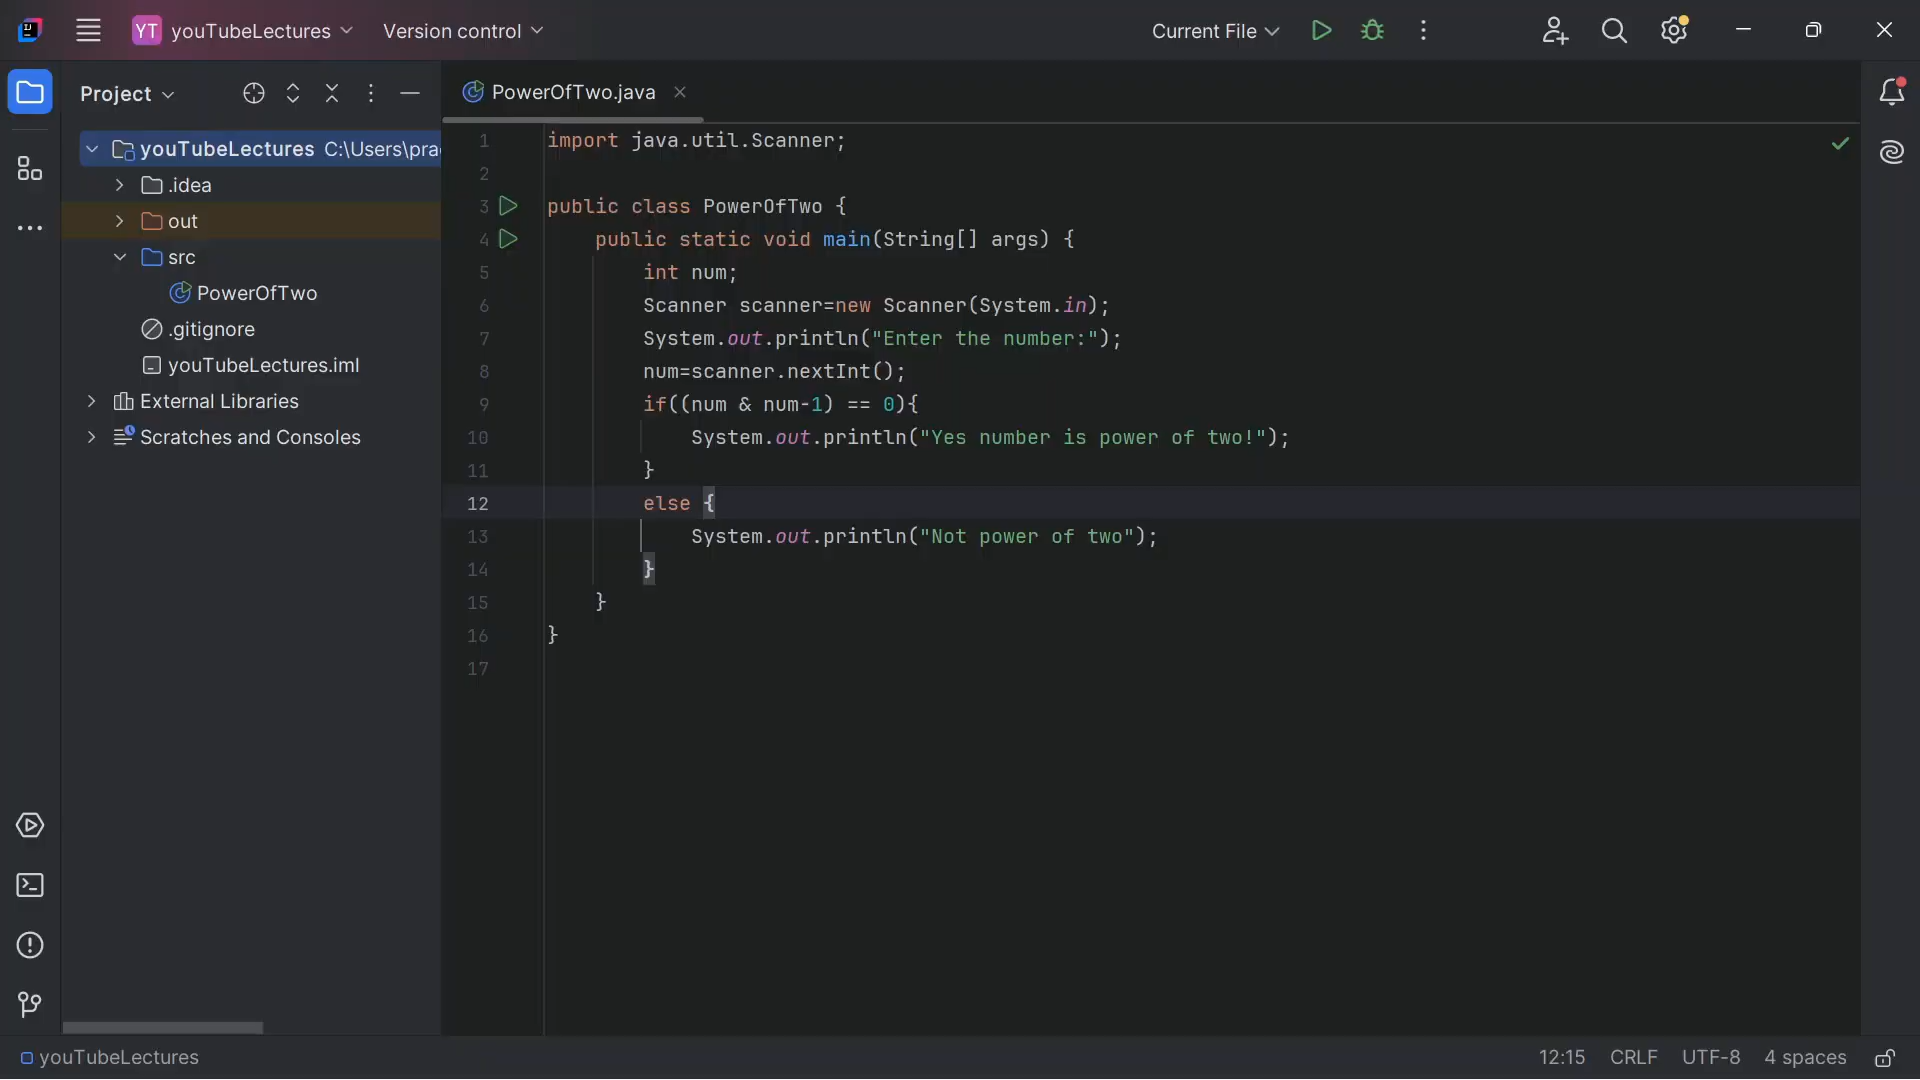 YT youTubeLectures Version control Current File
Project
PowerOfTwo.java
youTubeLectures C:\Users\pra
.idea
out
src
PowerOfTwo
.gitignore
youTubeLectures.iml
External Libraries
Scratches and Consoles
1 import java.util.Scanner;
2
3 public class PowerOfTwo {
4 public static void main(String[] args) {
5 int num;
6 Scanner scanner=new Scanner(System.in);
7 System.out.println("Enter the number:");
8 num=scanner.nextInt();
9 if((num & num-1) == 0){
10 System.out.println("Yes number is power of two!");
11 }
12 else {
13 System.out.println("Not power of two");
14 }
15 }
16 }
17
youTubeLectures 12:15 CRLF UTF-8 4 spaces